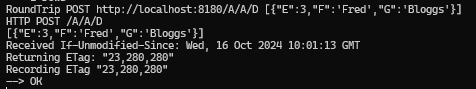 RoundTrip POST http://localhost:8180/A/A/D [{"E":3,"F":'Fred',"G":'Bloggs'}]
HTTP POST /A/A/D
[{"E":3,"F":'Fred',"G":'Bloggs'}]
Received If-Unmodified-Since: Wed, 16 Oct 2024 10:01:13 GMT
Returning ETag: "23,280,280"
Recording ETag "23,280,280"
--> OK